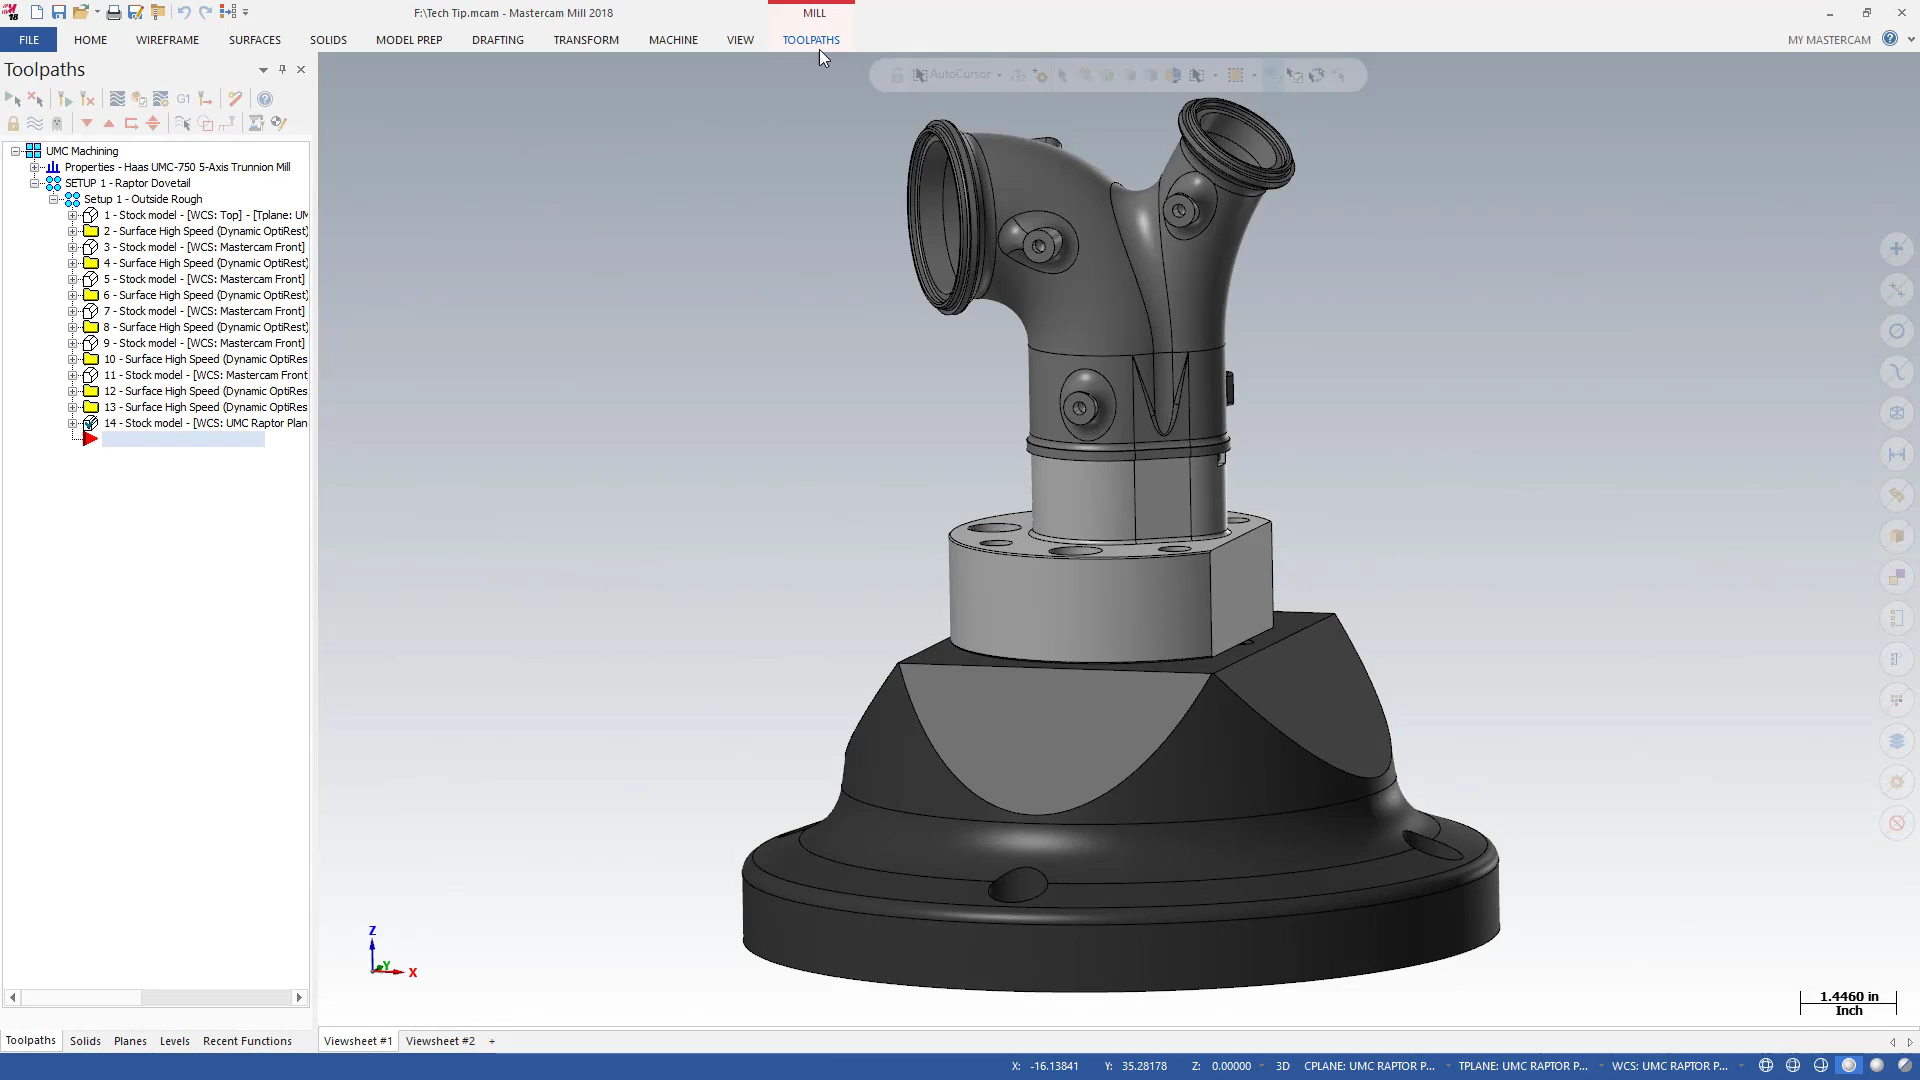 F:\Tech Tip.mcam - Mastercam Mill 2018
MILL
FILE
HOME
WIREFRAME
SURFACES
SOLIDS
MODEL PREP
DRAFTING
TRANSFORM
MACHINE
VIEW
TOOLPATHS
MY MASTERCAM
Toolpaths
AutoCursor
G1
UMC Machining
Properties - Haas UMC-750 5-Axis Trunnion Mill
SETUP 1 - Raptor Dovetail
Setup 1 - Outside Rough
1 - Stock model - [WCS: Top] - [Tplane: UM
2 - Surface High Speed (Dynamic OptiRest)
3 - Stock model - [WCS: Mastercam Front]
4 - Surface High Speed (Dynamic OptiRest)
5 - Stock model - [WCS: Mastercam Front]
6 - Surface High Speed (Dynamic OptiRest)
7 - Stock model - [WCS: Mastercam Front]
8 - Surface High Speed (Dynamic OptiRest)
9 - Stock model - [WCS: Mastercam Front]
10 - Surface High Speed (Dynamic OptiRes
11 - Stock model - [WCS: Mastercam Front
12 - Surface High Speed (Dynamic OptiRes
13 - Surface High Speed (Dynamic OptiRes
14 - Stock model - [WCS: UMC Raptor Plan
Z
Y
X
1.4460 in
Inch
Toolpaths
Solids
Planes
Levels
Recent Functions
Viewsheet #1
Viewsheet #2
+
X: -16.13841
Y: 35.28178
Z: 0.00000
3D
CPLANE: UMC RAPTOR P...
TPLANE: UMC RAPTOR P...
WCS: UMC RAPTOR P...